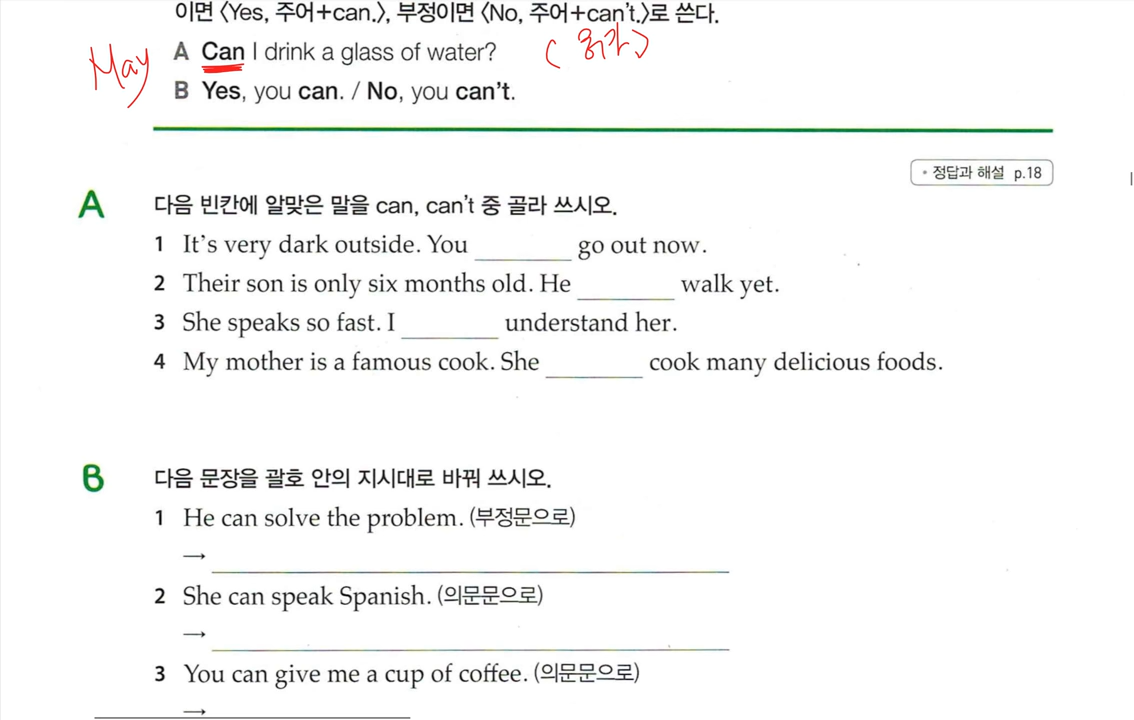 이면 〈Yes, 주어+can.〉, 부정이면 〈No, 주어+can't.〉로 쓴다.
May A Can I drink a glass of water? (허가)
B Yes, you can. / No, you can't.
• 정답과 해설 p.18
A 다음 빈칸에 알맞은 말을 can, can't 중 골라 쓰시오.
1 It's very dark outside. You ________ go out now.
2 Their son is only six months old. He ________ walk yet.
3 She speaks so fast. I ________ understand her.
4 My mother is a famous cook. She ________ cook many delicious foods.
B 다음 문장을 괄호 안의 지시대로 바꿔 쓰시오.
1 He can solve the problem. (부정문으로)
→
2 She can speak Spanish. (의문문으로)
→
3 You can give me a cup of coffee. (의문문으로)
→